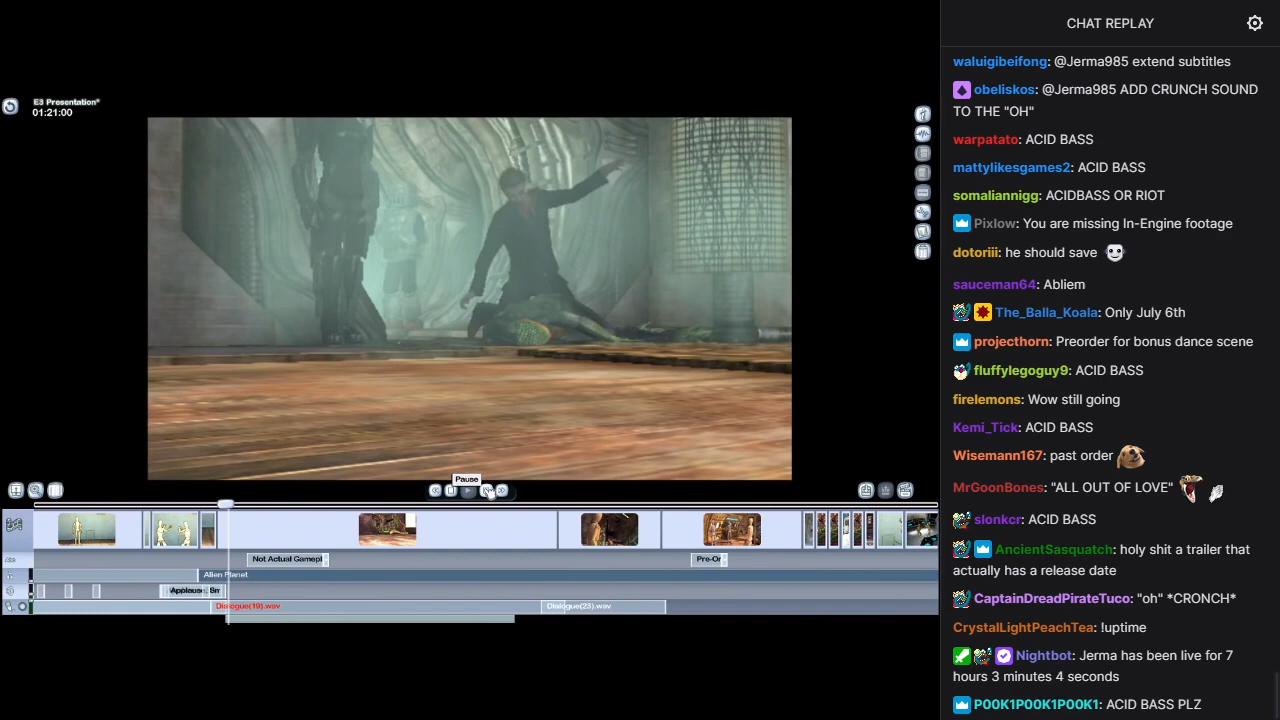 E3 Presentation*
01:21:00
Pause
Not Actual Gamepl
Pre-Or
Alien Planet
Applause, Sm
Dialogue(19).wav
Dialogue(23).wav
CHAT REPLAY
waluigibeifong: @Jerma985 extend subtitles
obeliskos: @Jerma985 ADD CRUNCH SOUND
TO THE "OH"
warpatato: ACID BASS
mattylikesgames2: ACID BASS
somaliannigg: ACIDBASS OR RIOT
Pixlow: You are missing In-Engine footage
dotoriii: he should save
sauceman64: Abliem
The_Balla_Koala: Only July 6th
projecthorn: Preorder for bonus dance scene
fluffylegoguy9: ACID BASS
firelemons: Wow still going
Kemi_Tick: ACID BASS
Wisemann167: past order
MrGoonBones: "ALL OUT OF LOVE"
slonkcr: ACID BASS
AncientSasquatch: holy shit a trailer that
actually has a release date
CaptainDreadPirateTuco: "oh" *CRONCH*
CrystalLightPeachTea: !uptime
Nightbot: Jerma has been live for 7
hours 3 minutes 4 seconds
P00K1P00K1P00K1: ACID BASS PLZ